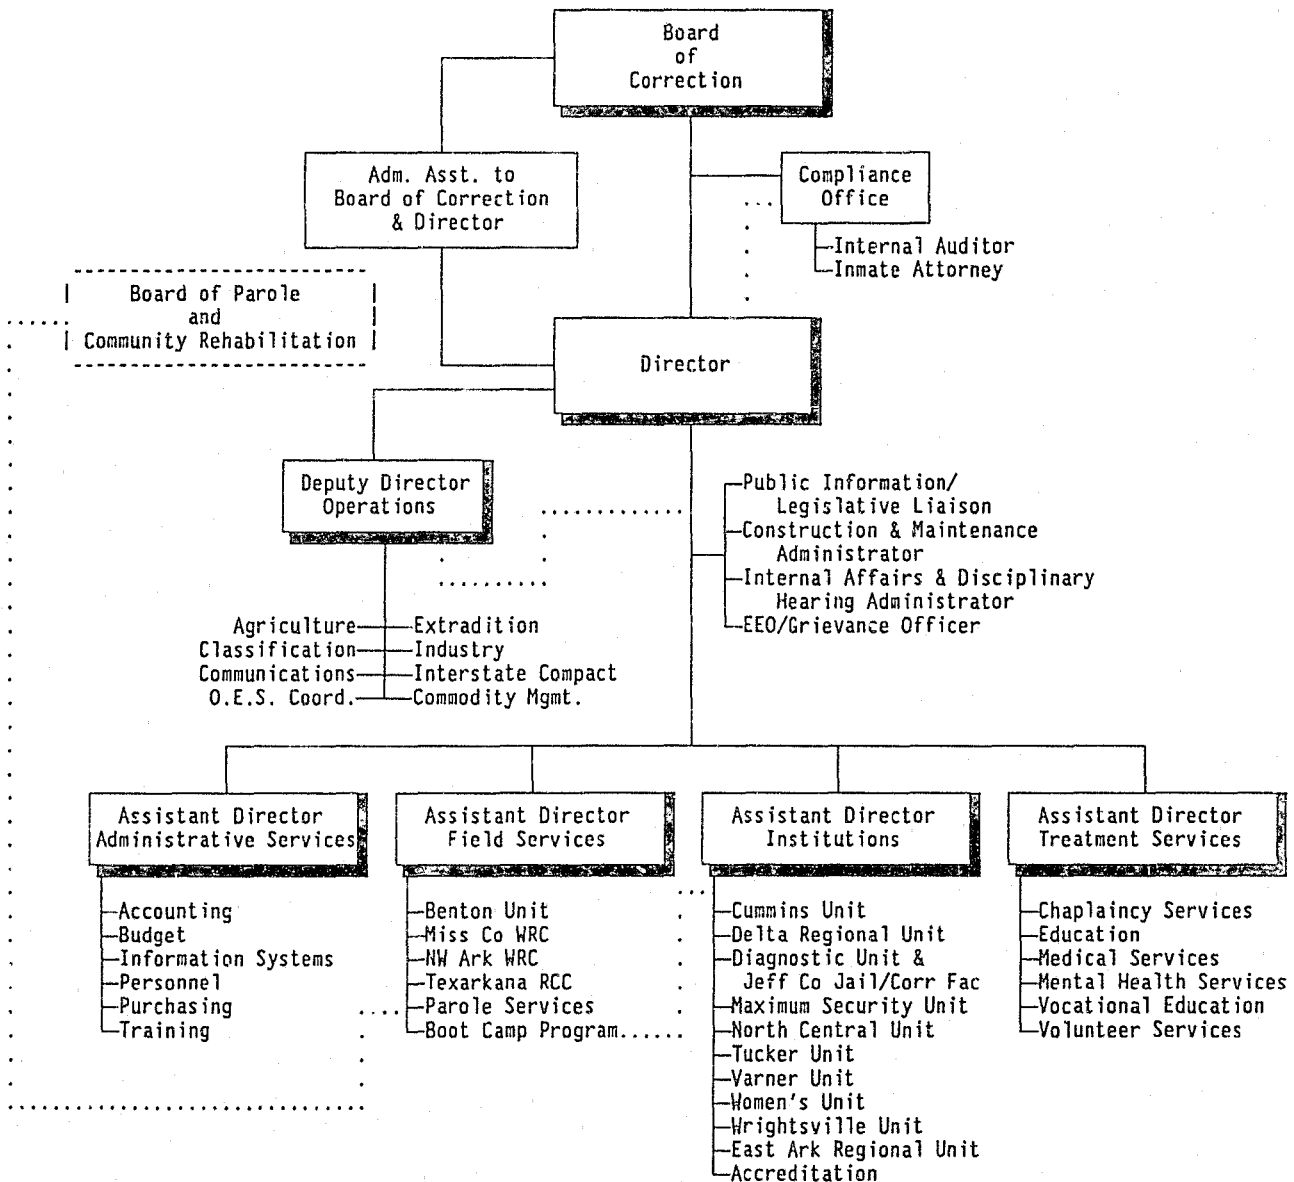 Board
of
Correction
Adm. Asst. to
Board of Correction
& Director
Compliance
Office
Internal Auditor
Inmate Attorney
Board of Parole
and
Community Rehabilitation
Director
Deputy Director
Operations
Public Information/
Legislative Liaison
Construction & Maintenance
Administrator
Internal Affairs & Disciplinary
Hearing Administrator
EEO/Grievance Officer
Agriculture Extradition
Classification Industry
Communications Interstate Compact
O.E.S. Coord. Commodity Mgmt.
Assistant Director
Administrative Services
Accounting
Budget
Information Systems
Personnel
Purchasing
Training
Assistant Director
Field Services
Benton Unit
Miss Co WRC
NW Ark WRC
Texarkana RCC
Parole Services
Boot Camp Program
Assistant Director
Institutions
Cummins Unit
Delta Regional Unit
Diagnostic Unit &
Jeff Co Jail/Corr Fac
Maximum Security Unit
North Central Unit
Tucker Unit
Varner Unit
Women's Unit
Wrightsville Unit
East Ark Regional Unit
Accreditation
Assistant Director
Treatment Services
Chaplaincy Services
Education
Medical Services
Mental Health Services
Vocational Education
Volunteer Services